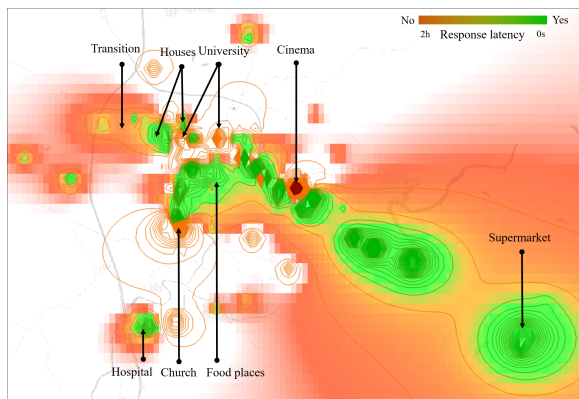 No Yes
2h Response latency 0s
Transition Houses University Cinema
Supermarket
Hospital Church Food places